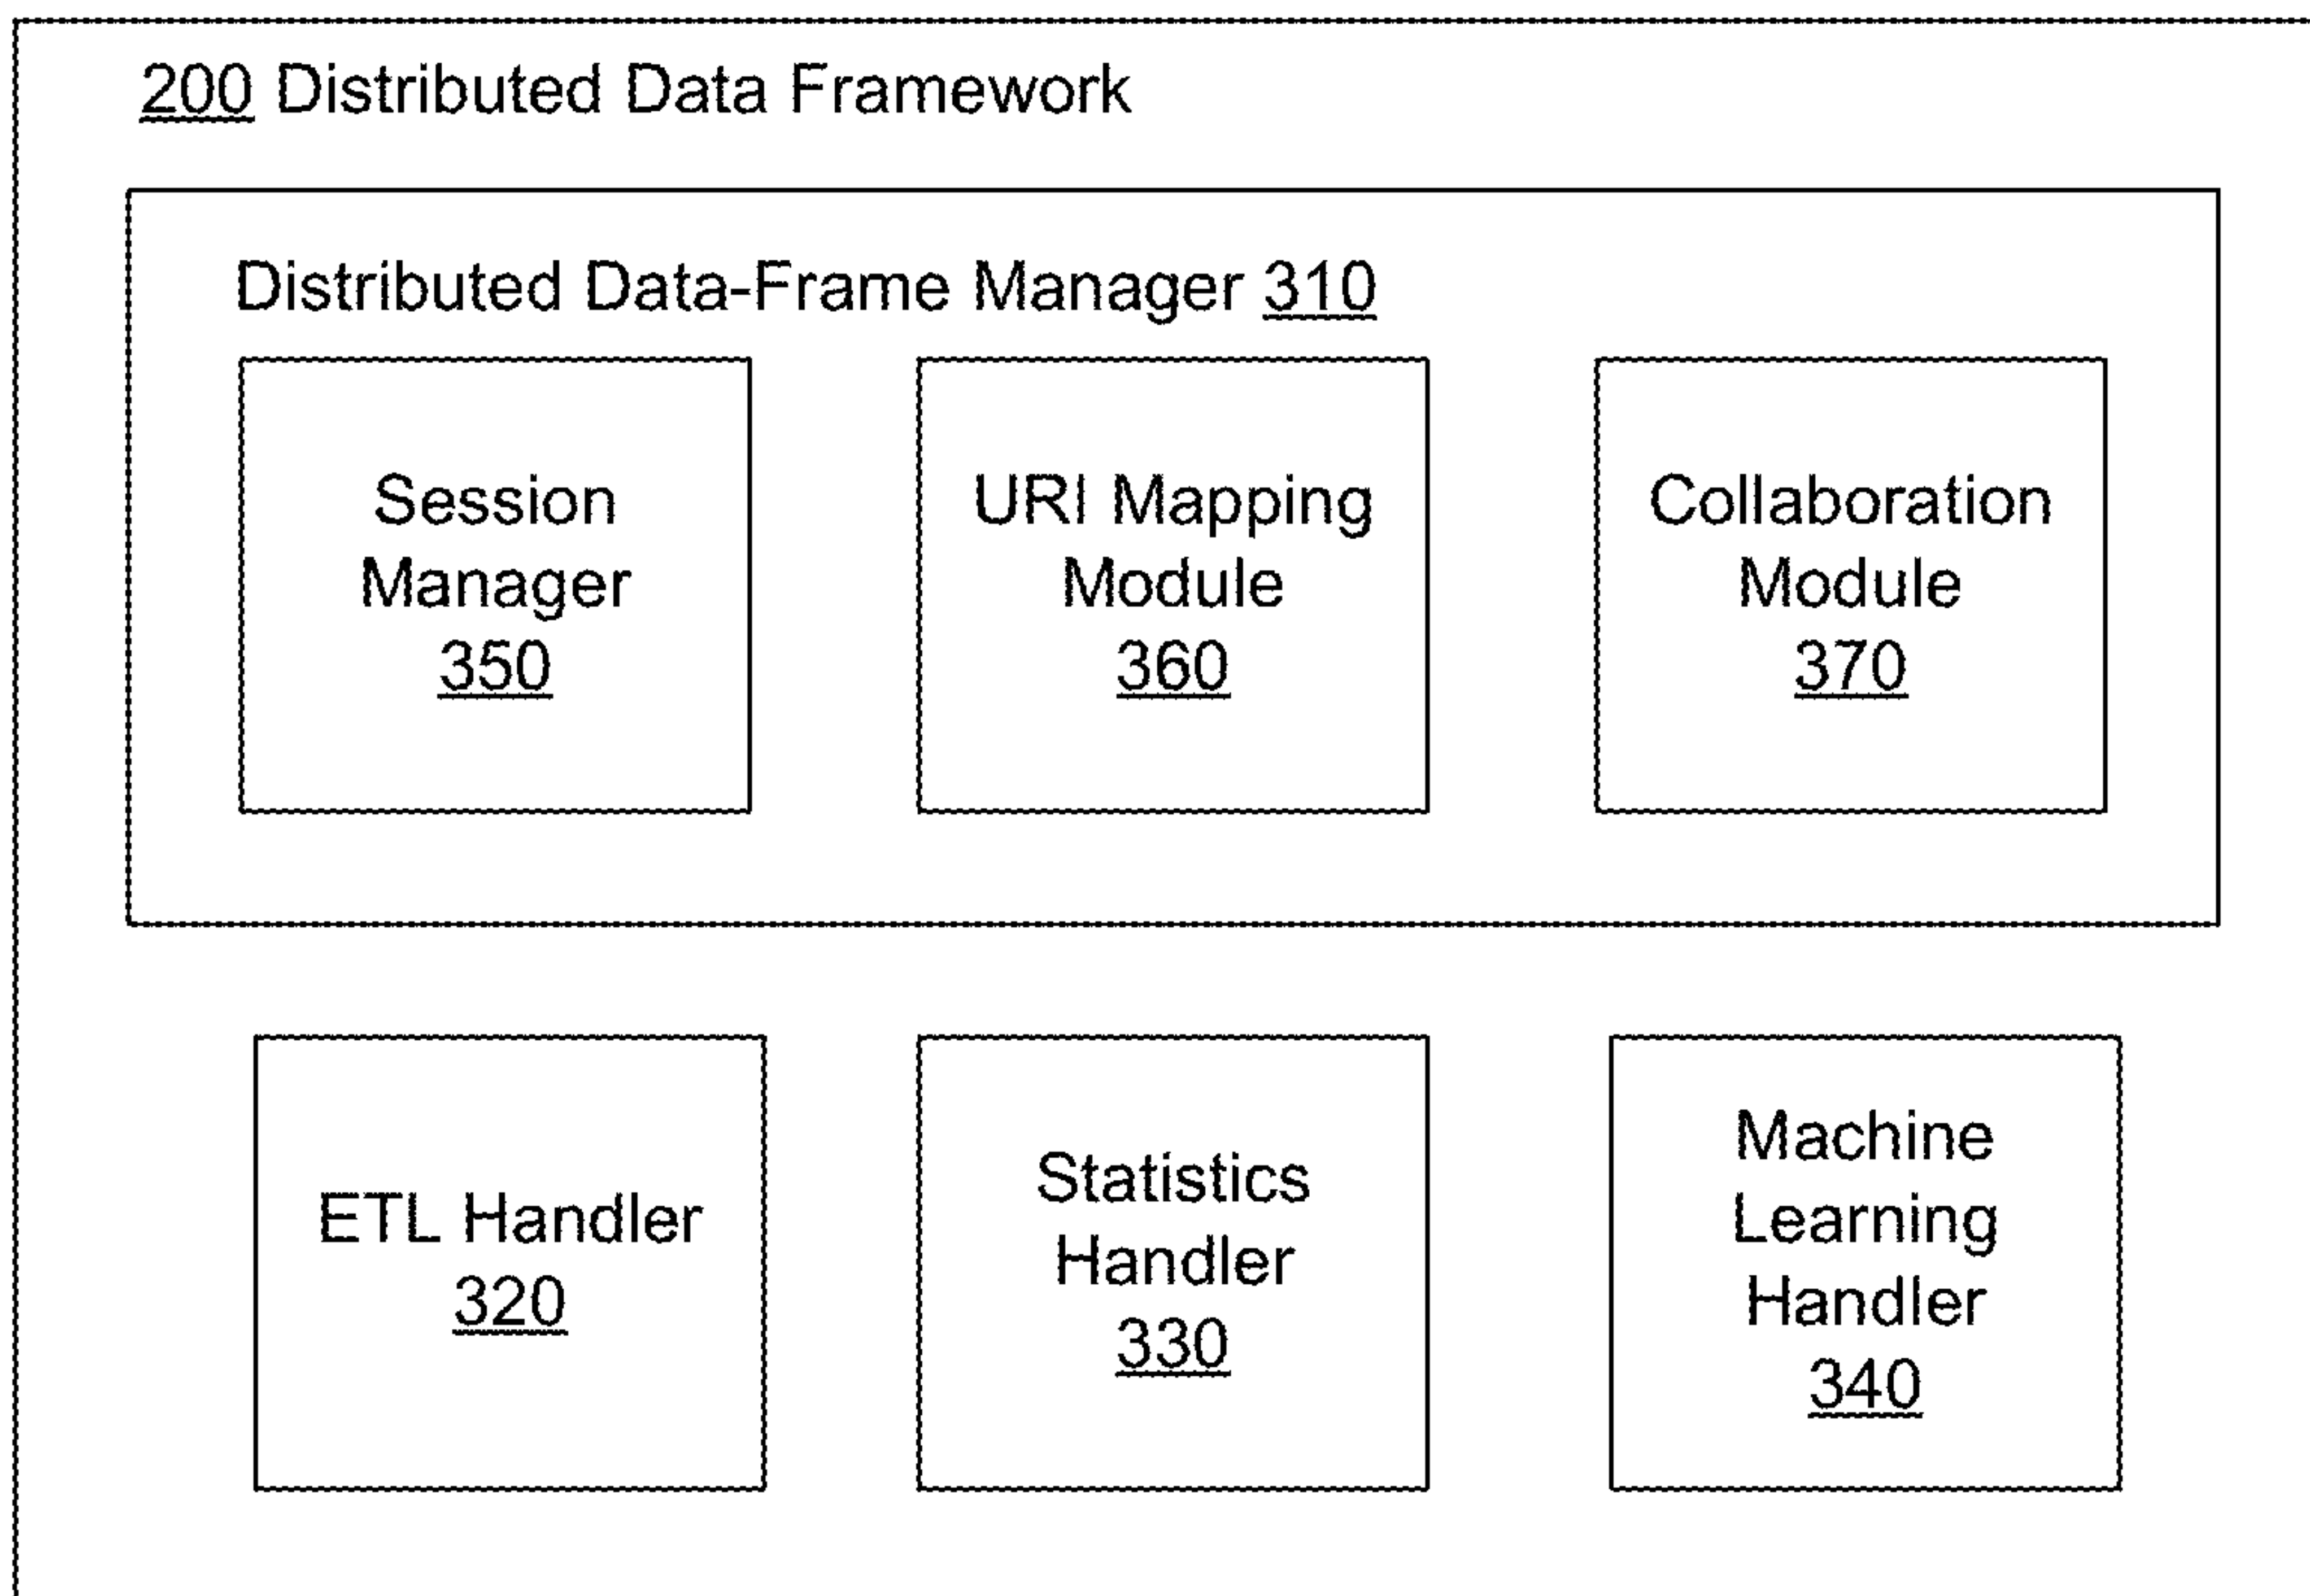 200 Distributed Data Framework
Distributed Data-Frame Manager 310
Session
Manager
350
URI Mapping
Module
360
Collaboration
Module
370
ETL Handler
320
Statistics
Handler
330
Machine
Learning
Handler
340